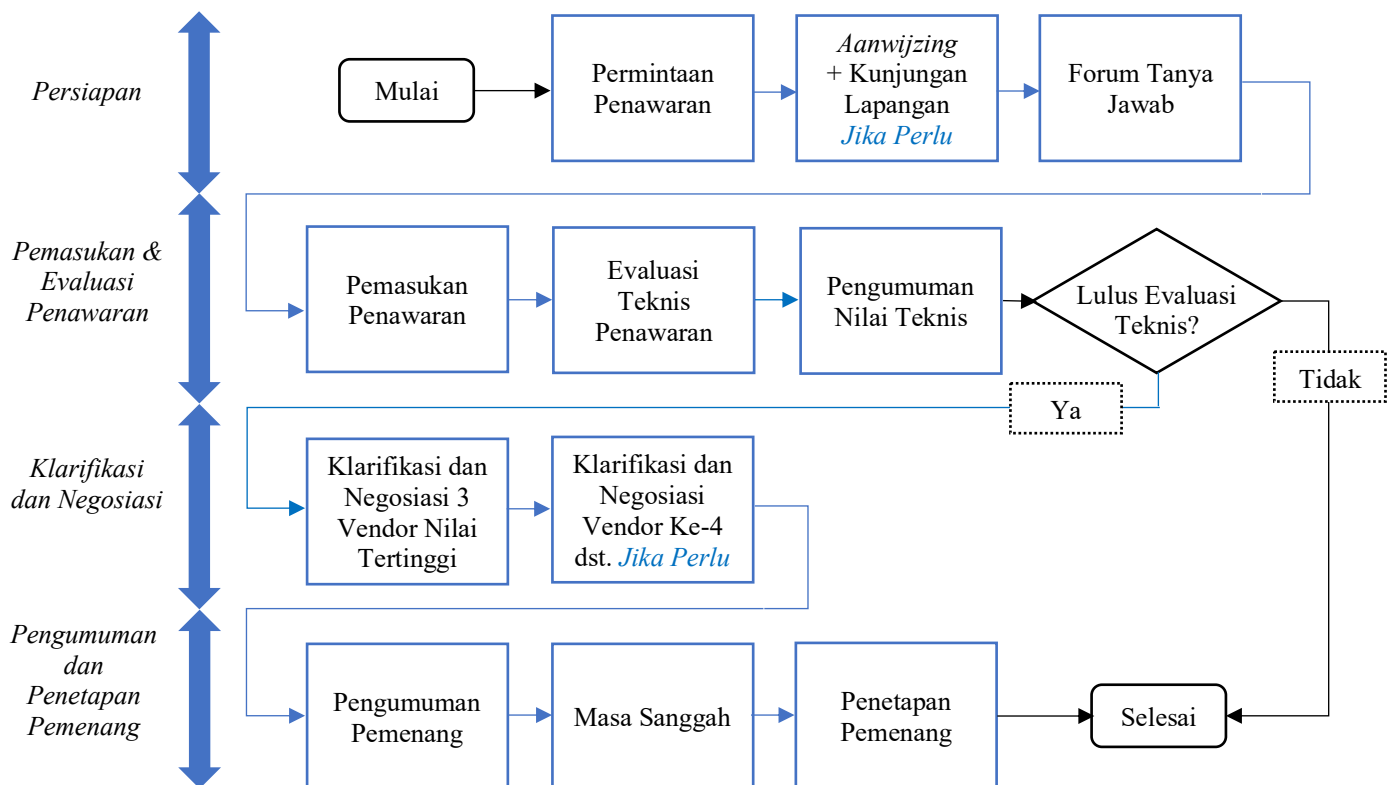 Persiapan
Mulai
Permintaan
Penawaran
Aanwijzing
+ Kunjungan
Lapangan
Jika Perlu
Forum Tanya
Jawab
Pemasukan &
Evaluasi
Penawaran
Pemasukan
Penawaran
Evaluasi
Teknis
Penawaran
Pengumuman
Nilai Teknis
Lulus Evaluasi
Teknis?
Tidak
Ya
Klarifikasi
dan Negosiasi
Klarifikasi dan
Negosiasi 3
Vendor Nilai
Tertinggi
Klarifikasi dan
Negosiasi
Vendor Ke-4
dst. Jika Perlu
Pengumuman
dan
Penetapan
Pemenang
Pengumuman
Pemenang
Masa Sanggah
Penetapan
Pemenang
Selesai